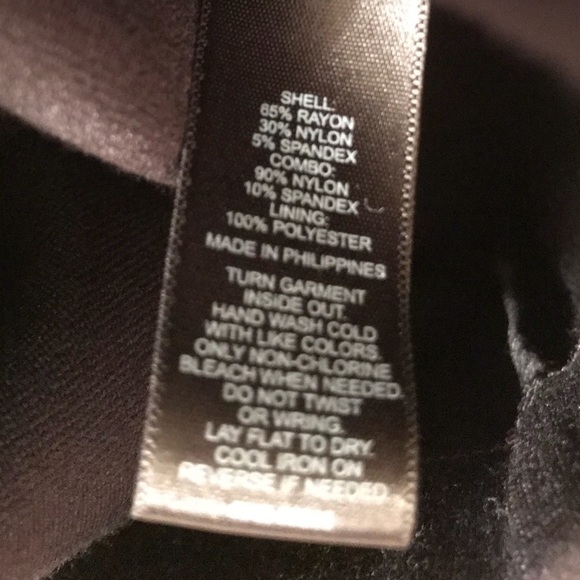 SHELL:
65% RAYON
30% NYLON
5% SPANDEX
COMBO:
90% NYLON
10% SPANDEX
LINING:
100% POLYESTER
MADE IN PHILIPPINES
TURN GARMENT
INSIDE OUT.
HAND WASH COLD
WITH LIKE COLORS.
ONLY NON-CHLORINE
BLEACH WHEN NEEDED.
DO NOT TWIST
OR WRING.
LAY FLAT TO DRY.
COOL IRON ON
REVERSE IF NEEDED.